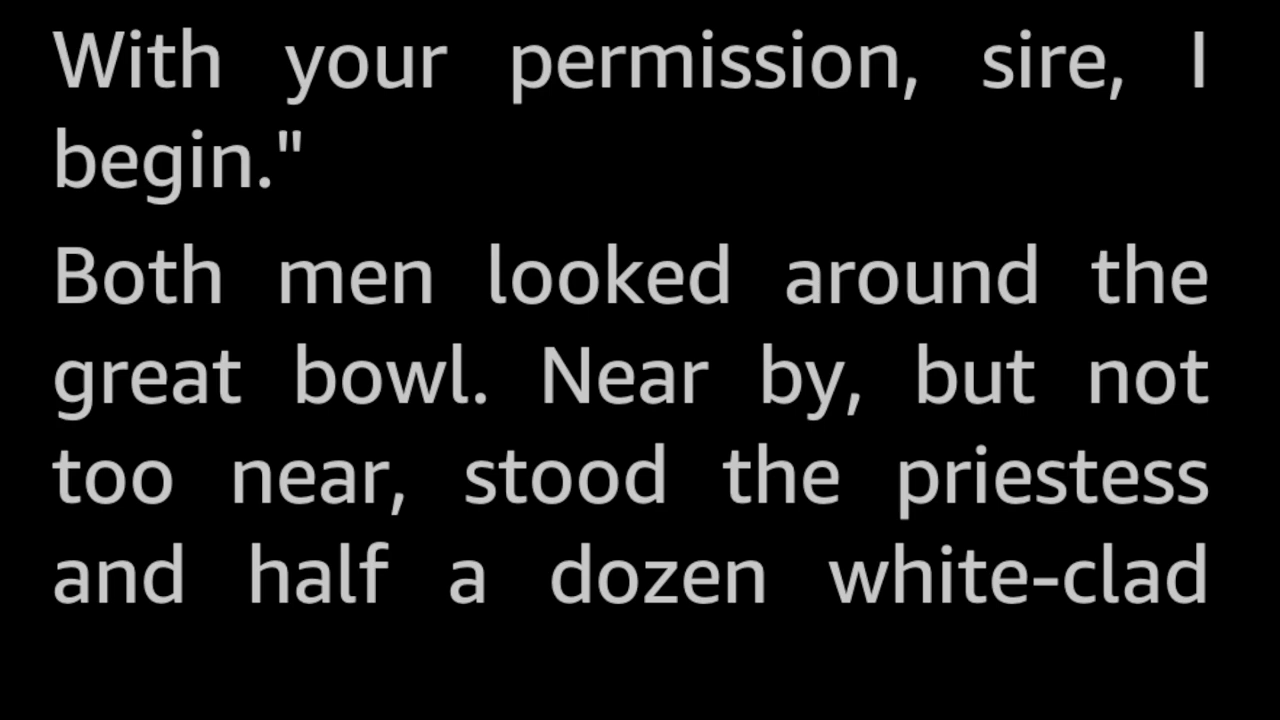 With your permission, sire, I
begin."
Both men looked around the
great bowl. Near by, but not
too near, stood the priestess
and half a dozen white-clad